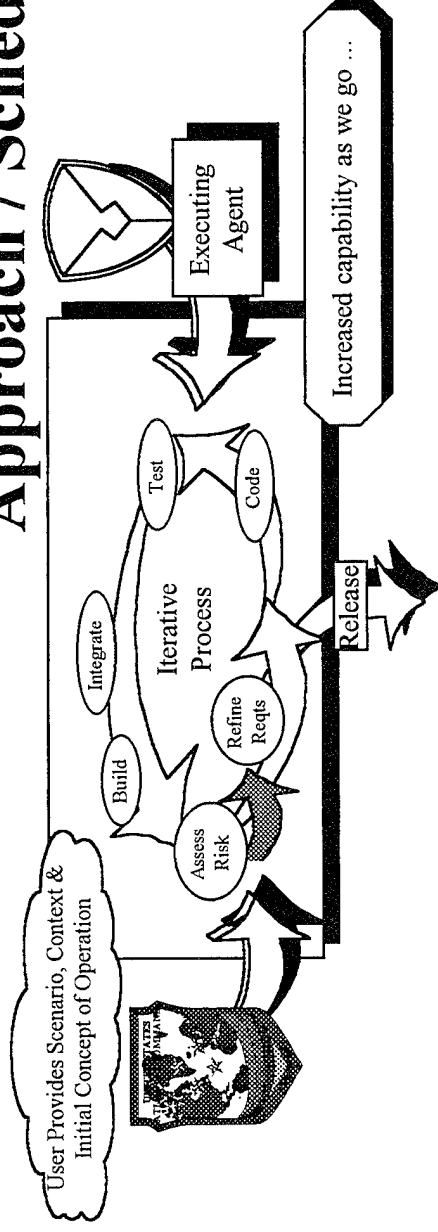 Approach / Sched
User Provides Scenario, Context &
Initial Concept of Operation
Build
Integrate
Test
Code
Iterative
Process
Refine
Reqts
Assess
Risk
Executing
Agent
Release
Increased capability as we go ...